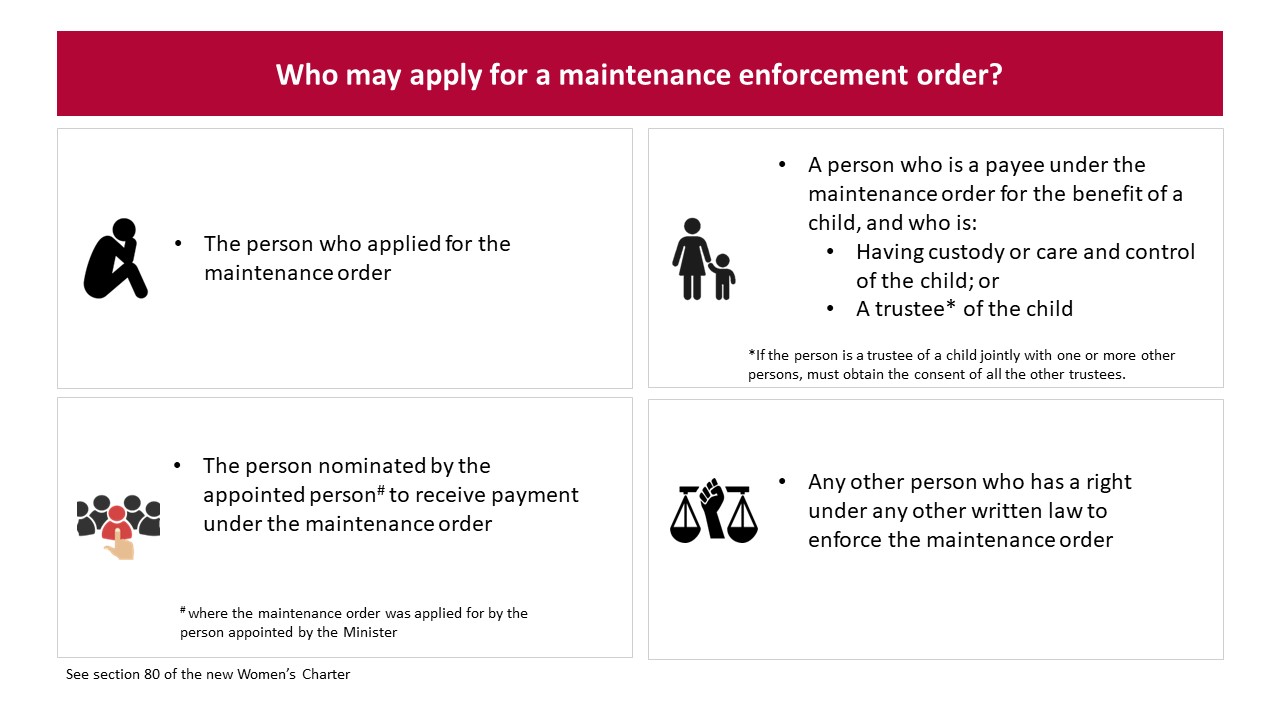 Who may apply for a maintenance enforcement order?
• The person who applied for the
maintenance order
• A person who is a payee under the
maintenance order for the benefit of a
child, and who is:
• Having custody or care and control
of the child; or
• A trustee* of the child
*If the person is a trustee of a child jointly with one or more other
persons, must obtain the consent of all the other trustees.
• The person nominated by the
appointed person# to receive payment
under the maintenance order
# where the maintenance order was applied for by the
person appointed by the Minister
• Any other person who has a right
under any other written law to
enforce the maintenance order
See section 80 of the new Women’s Charter